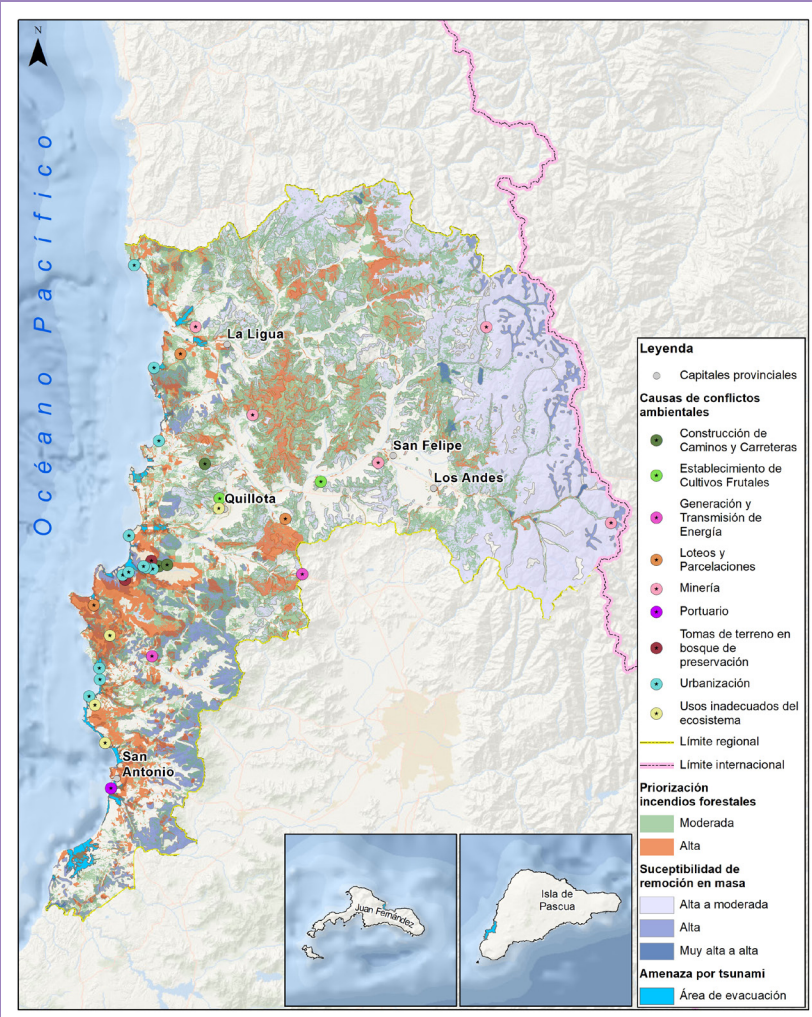 N
Océano Pacífico
La Ligua
San Felipe
Los Andes
Quillota
San
Antonio
Juan Fernández
Isla de
Pascua
Leyenda
Capitales provinciales
Causas de conflictos
ambientales
Construcción de
Caminos y Carreteras
Establecimiento de
Cultivos Frutales
Generación y
Transmisión de
Energía
Loteos y
Parcelaciones
Minería
Portuario
Tomas de terreno en
bosque de
preservación
Urbanización
Usos inadecuados del
ecosistema
Límite regional
Límite internacional
Priorización
incendios forestales
Moderada
Alta
Suceptibilidad de
remoción en masa
Alta a moderada
Alta
Muy alta a alta
Amenaza por tsunami
Área de evacuación